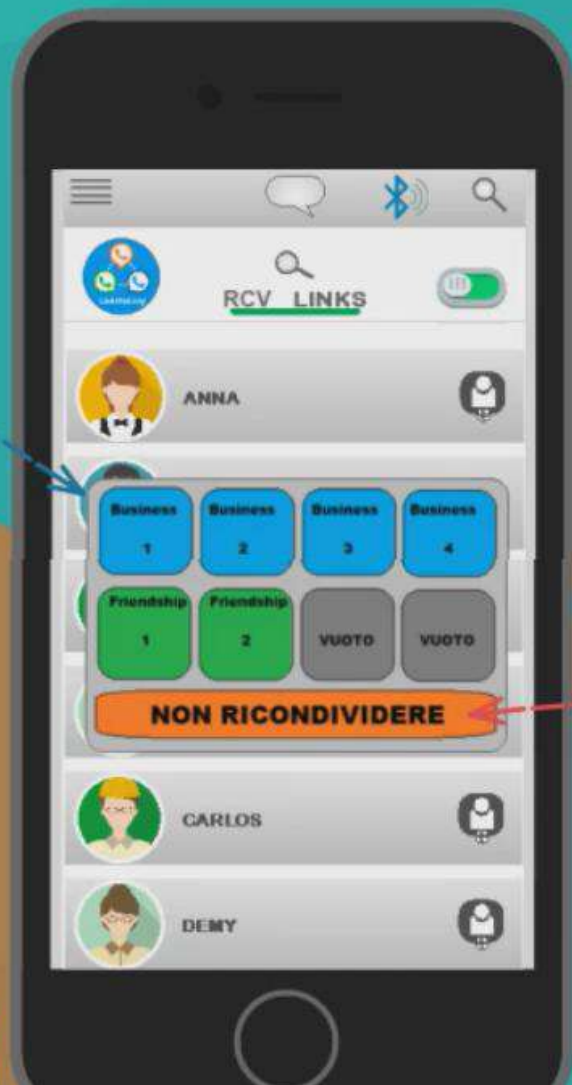 RCV LINKS
ANNA
Business Business Business Business
1 2 3 4
Friendship Friendship
1 2 VUOTO VUOTO
NON RICONDIVIDERE
CARLOS
DEMY